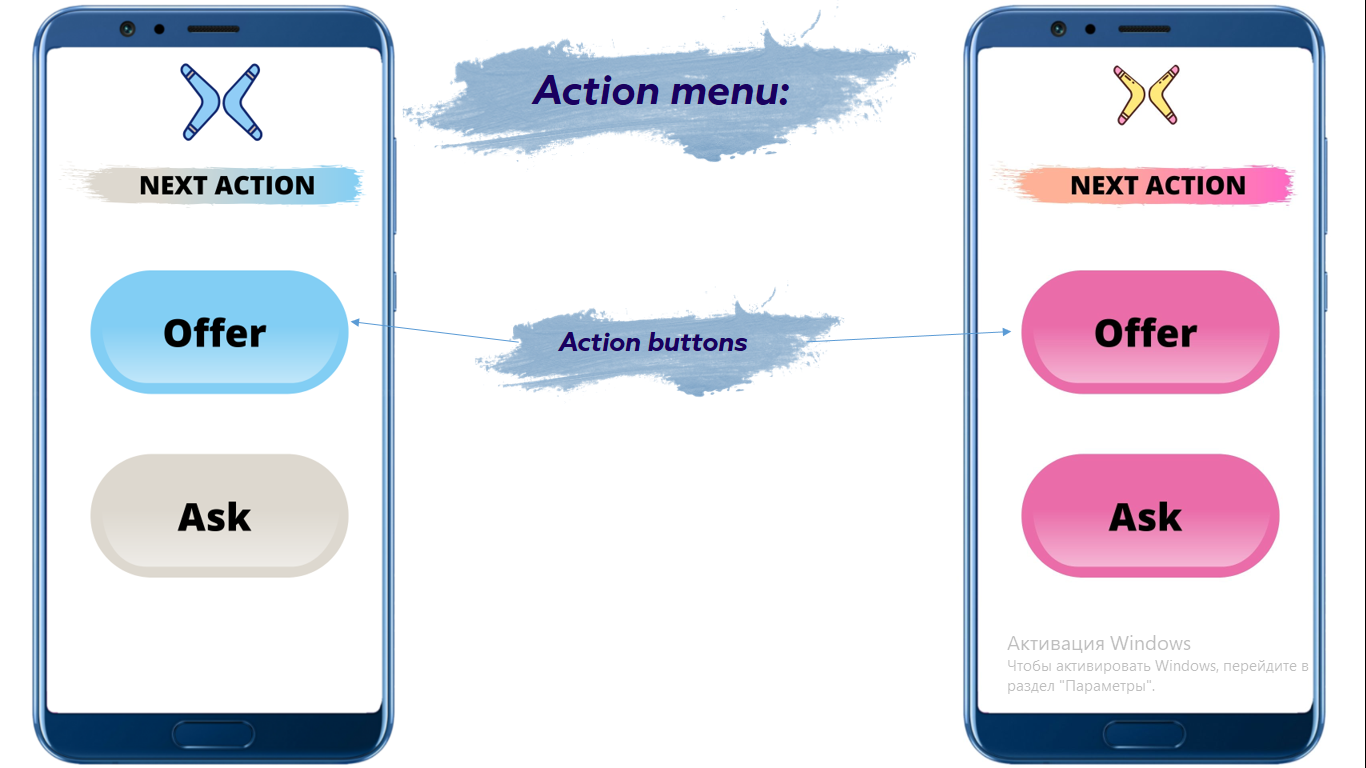 Action menu:
NEXT ACTION
NEXT ACTION
Offer
Action buttons
Offer
Ask
Ask
Активация Windows
Чтобы активировать Windows, перейдите в
раздел "Параметры".